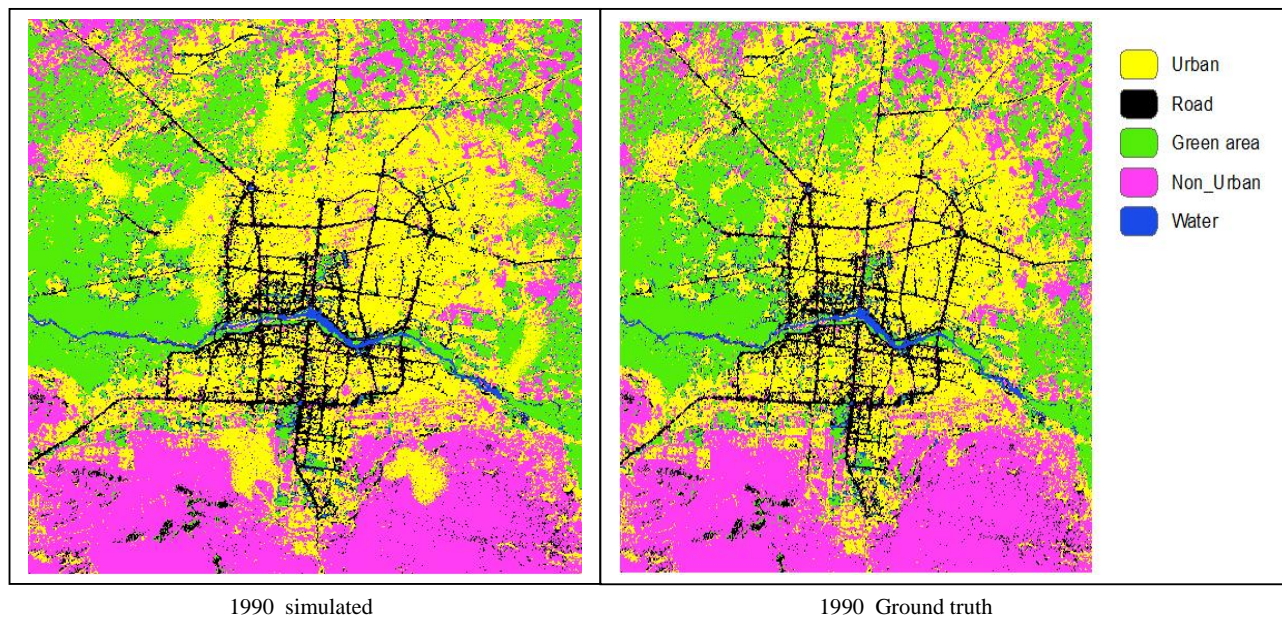 Urban
Road
Green area
Non_Urban
Water
1990 simulated
1990 Ground truth